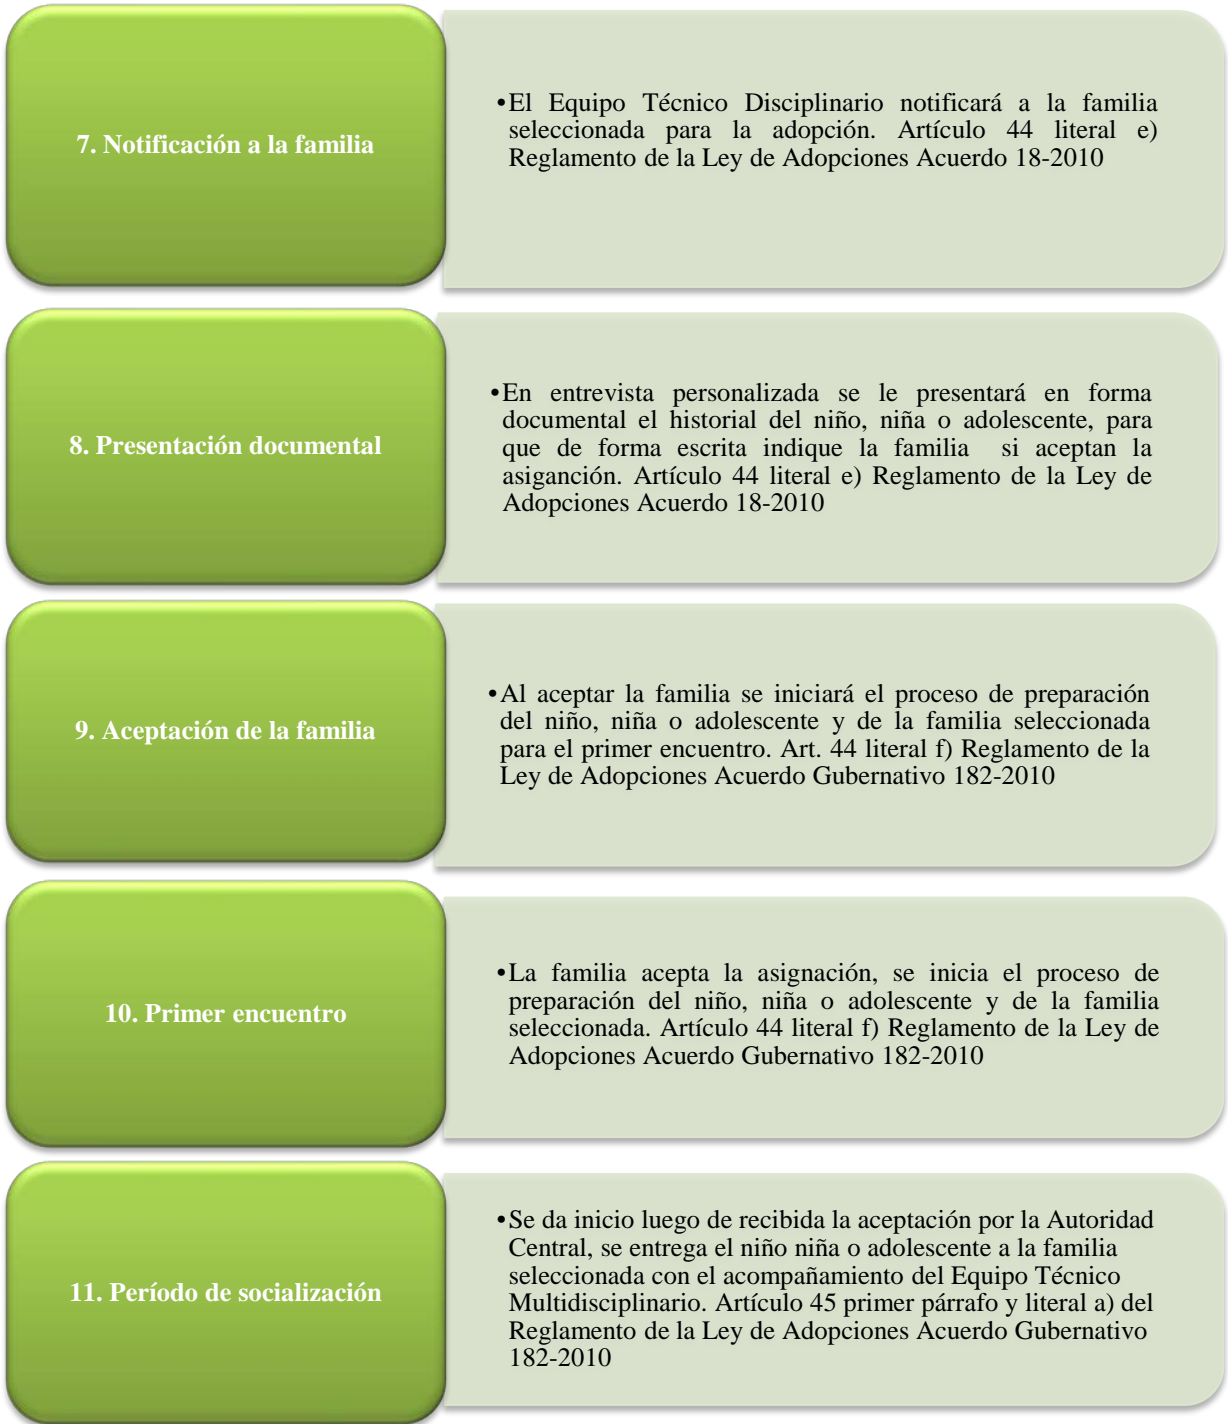 7. Notificación a la familia
•El Equipo Técnico Disciplinario notificará a la familia
seleccionada para la adopción. Artículo 44 literal e)
Reglamento de la Ley de Adopciones Acuerdo 18-2010
8. Presentación documental
•En entrevista personalizada se le presentará en forma
documental el historial del niño, niña o adolescente, para
que de forma escrita indique la familia si aceptan la
asiganción. Artículo 44 literal e) Reglamento de la Ley de
Adopciones Acuerdo 18-2010
9. Aceptación de la familia
•Al aceptar la familia se iniciará el proceso de preparación
del niño, niña o adolescente y de la familia seleccionada
para el primer encuentro. Art. 44 literal f) Reglamento de la
Ley de Adopciones Acuerdo Gubernativo 182-2010
10. Primer encuentro
•La familia acepta la asignación, se inicia el proceso de
preparación del niño, niña o adolescente y de la familia
seleccionada. Artículo 44 literal f) Reglamento de la Ley de
Adopciones Acuerdo Gubernativo 182-2010
11. Período de socialización
•Se da inicio luego de recibida la aceptación por la Autoridad
Central, se entrega el niño niña o adolescente a la familia
seleccionada con el acompañamiento del Equipo Técnico
Multidisciplinario. Artículo 45 primer párrafo y literal a) del
Reglamento de la Ley de Adopciones Acuerdo Gubernativo
182-2010